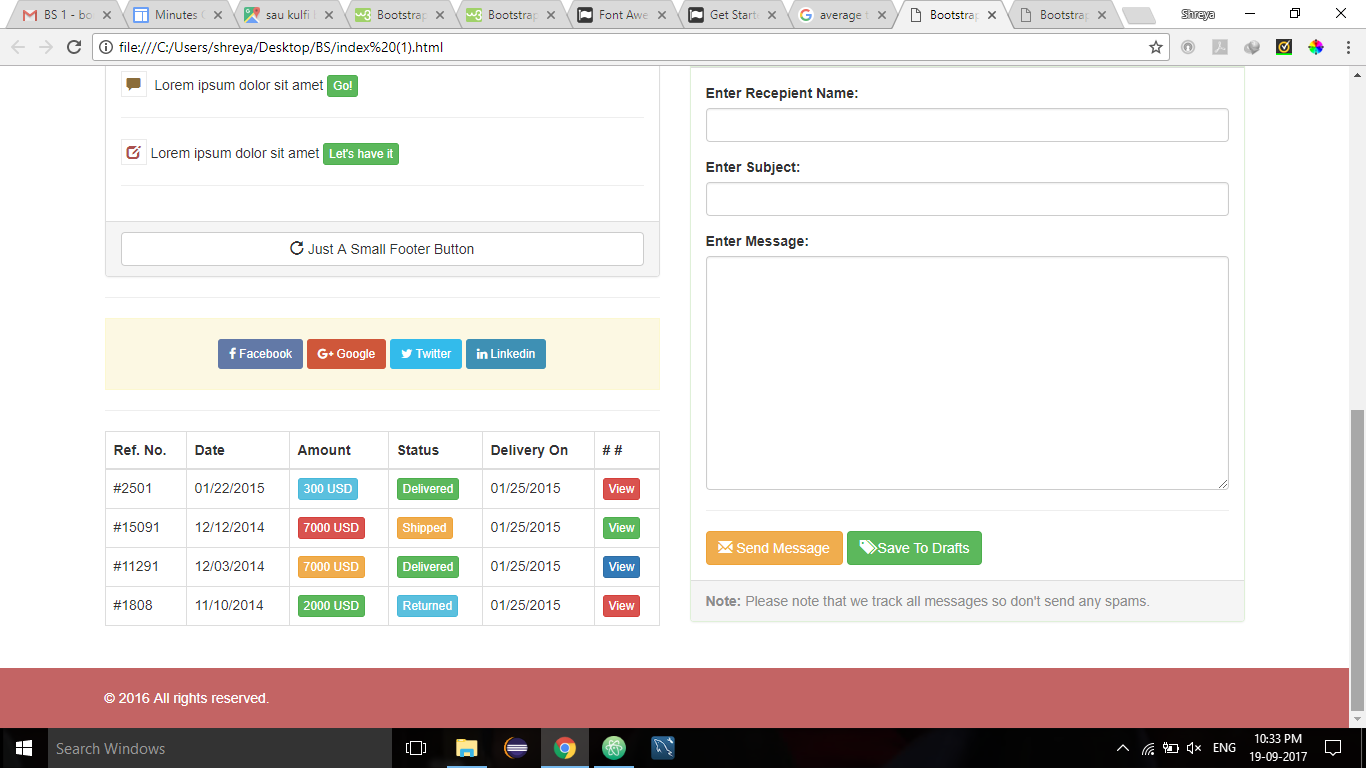 BS 1 - bo
Minutes
sau kulfi
Bootstrap
Bootstrap
Font Awe
Get Start
average
Bootstrap
Bootstrap
Shreya
file:///C:/Users/shreya/Desktop/BS/index%20(1).html
Lorem ipsum dolor sit amet Go!
Lorem ipsum dolor sit amet Let's have it
Just A Small Footer Button
Facebook Google Twitter Linkedin
Ref. No. Date Amount Status Delivery On # #
#2501 01/22/2015 300 USD Delivered 01/25/2015 View
#15091 12/12/2014 7000 USD Shipped 01/25/2015 View
#11291 12/03/2014 7000 USD Delivered 01/25/2015 View
#1808 11/10/2014 2000 USD Returned 01/25/2015 View
Enter Recepient Name:
Enter Subject:
Enter Message:
Send Message Save To Drafts
Note: Please note that we track all messages so don't send any spams.
© 2016 All rights reserved.
Search Windows
ENG
10:33 PM
19-09-2017